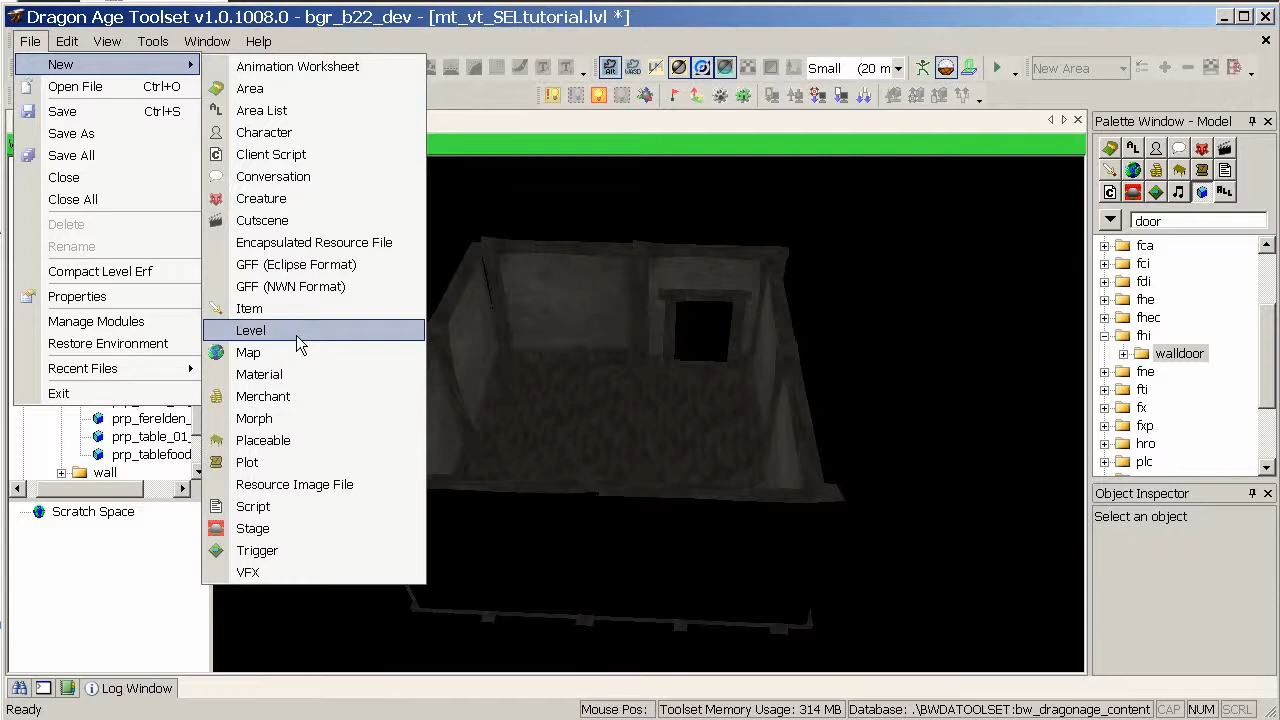 Dragon Age Toolset v1.0.1008.0 - bgr_b22_dev - [mt_vt_SELtutorial.lvl *]
File Edit View Tools Window Help
New
Open File Ctrl+O
Save Ctrl+S
Save As
Save All
Close
Close All
Delete
Rename
Compact Level Erf
Properties
Manage Modules
Restore Environment
Recent Files
Exit
Animation Worksheet
Area
Area List
Character
Client Script
Conversation
Creature
Cutscene
Encapsulated Resource File
GFF (Eclipse Format)
GFF (NWN Format)
Item
Level
Map
Material
Merchant
Morph
Placeable
Plot
Resource Image File
Script
Stage
Trigger
VFX
Small (20 m
New Area
Palette Window - Model
door
fca
fci
fdi
fhe
fhec
fhi
walldoor
fne
fti
fx
fxp
hro
plc
Object Inspector
Select an object
prp_ferelden_
prp_table_01_
prp_tablefood
wall
Scratch Space
Log Window
Ready
Mouse Pos:
Toolset Memory Usage: 314 MB
Database: .\BWDATOOLSET:bw_dragonage_content
CAP NUM SCRL